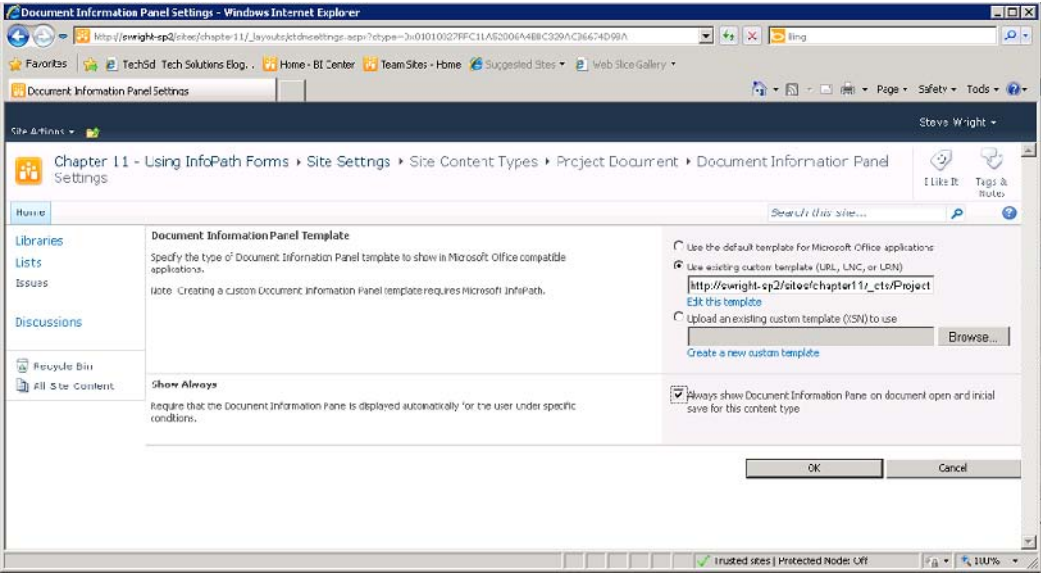 Document Information Panel Settings - Windows Internet Explorer
Favorites
Home - BI Center
Team Sites - Home
Suggested Sites
Web Slice Gallery
Document Information Panel Settings
Page
Safety
Tools
Site Actions
Steve Wright
Chapter 11 - Using InfoPath Forms
Site Settings
Site Content Types
Project Document
Document Information Panel
Settings
I Like It
Tags &
Notes
Home
Search this site...
Libraries
Lists
Issues
Discussions
Recycle Bin
All Site Content
Document Information Panel Template
Specify the type of Document Information Panel template to show in Microsoft Office compatible
applications.
Note: Creating a custom Document Information Panel template requires Microsoft InfoPath.
Use the default template for Microsoft Office applications
Use existing custom template (URL, UNC, or URN)
http://swright-sp2/sites/chapter11/_cts/Project
Edit this template
Upload an existing custom template (XSN) to use
Browse...
Create a new custom template
Show Always
Require that the Document Information Pane is displayed automatically for the user under specific
conditions.
Always show Document Information Pane on document open and initial
save for this content type
OK
Cancel
Trusted sites | Protected Mode: Off
100%